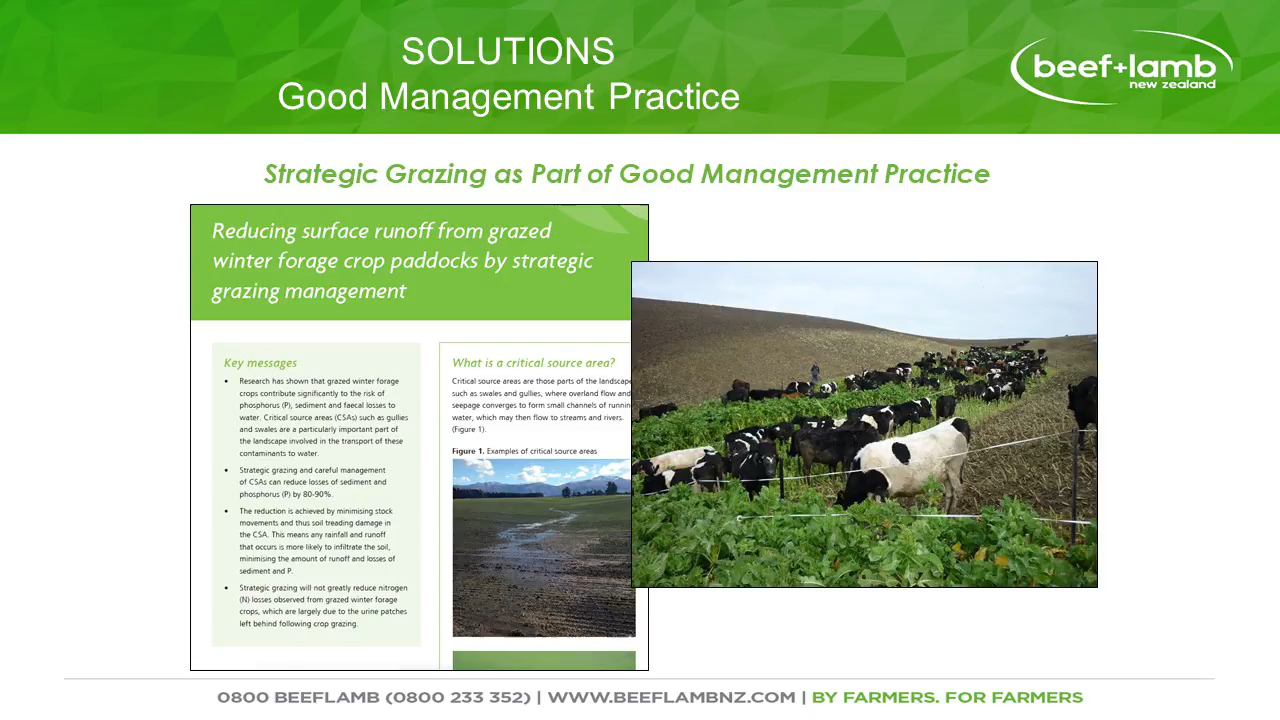 SOLUTIONS
Good Management Practice
beef+lamb
new zealand
Strategic Grazing as Part of Good Management Practice
Reducing surface runoff from grazed
winter forage crop paddocks by strategic
grazing management
Key messages
• Research has shown that grazed winter forage
crops contribute significantly to the risk of
phosphorus (P), sediment and faecal losses to
water. Critical source areas (CSAs) such as gullies
and swales are a particularly important part of
the landscape involved in the transport of these
contaminants to water.
• Strategic grazing and careful management
of CSAs can reduce losses of sediment and
phosphorus (P) by 80-90%.
• The reduction is achieved by minimising stock
movements and thus soil treading damage in
the CSA. This means any rainfall and runoff
that occurs is more likely to infiltrate the soil,
minimising the amount of runoff and losses of
sediment and P.
• Strategic grazing will not greatly reduce nitrogen
(N) losses observed from grazed winter forage
crops, which are largely due to the urine patches
left behind following crop grazing.
What is a critical source area?
Critical source areas are those parts of the landscape
such as swales and gullies, where overland flow and
seepage converges to form small channels of runnin
water, which may then flow to streams and rivers.
(Figure 1).
Figure 1. Examples of critical source areas
0800 BEEFLAMB (0800 233 352) | WWW.BEEFLAMBNZ.COM | BY FARMERS. FOR FARMERS